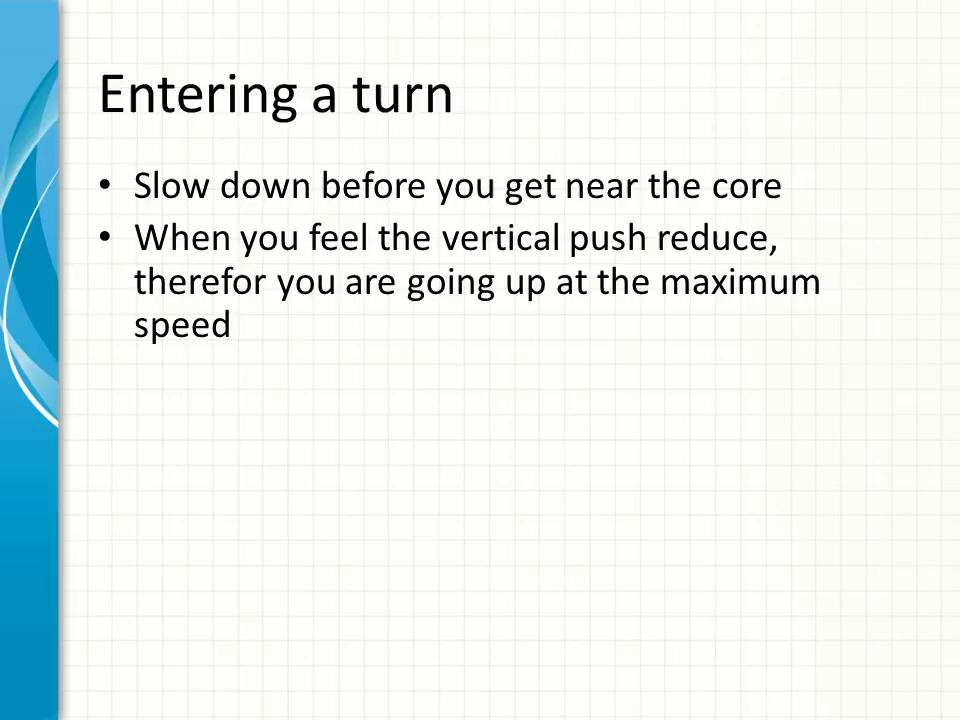 Entering a turn
• Slow down before you get near the core
• When you feel the vertical push reduce,
therefor you are going up at the maximum
speed